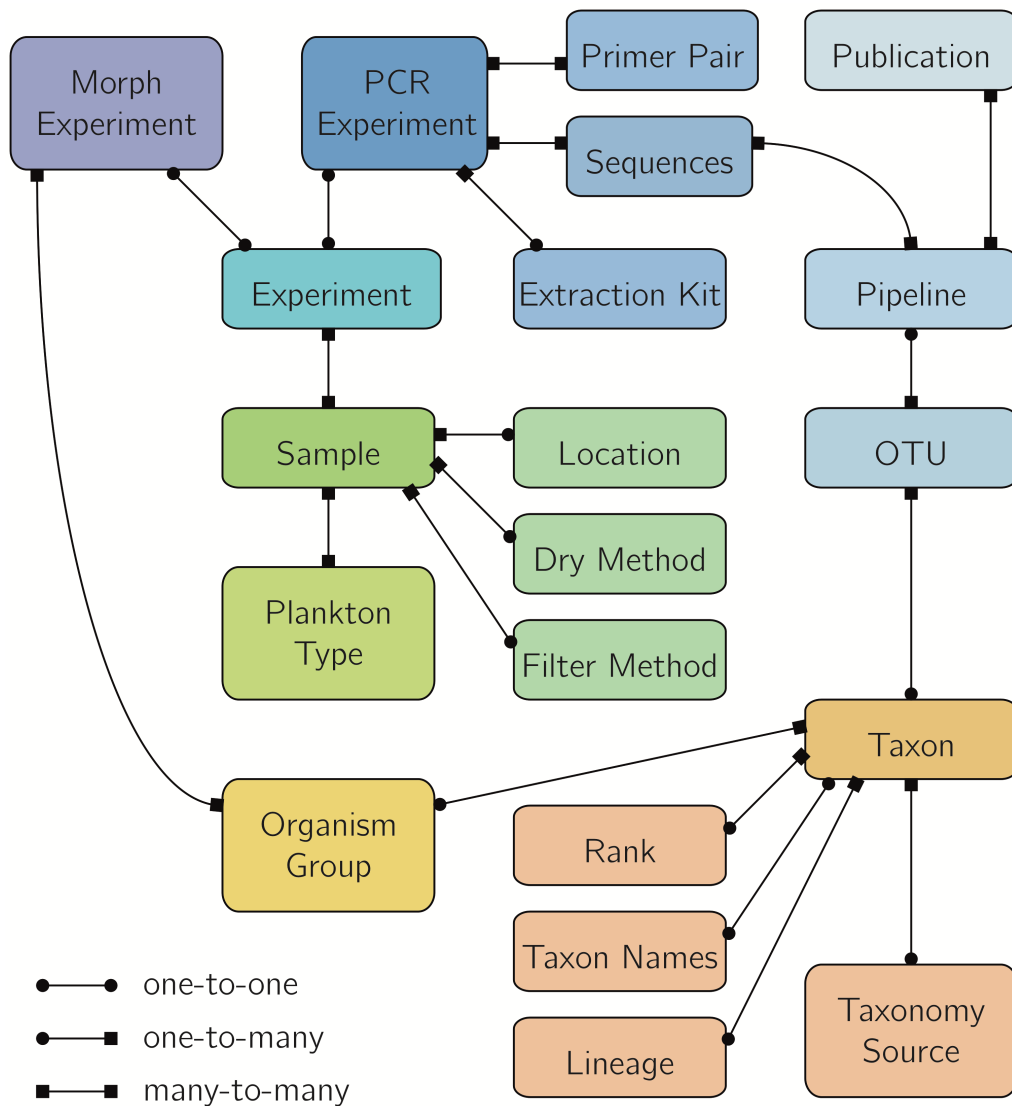 Morph
Experiment
PCR
Experiment
Primer Pair
Publication
Sequences
Experiment
Extraction Kit
Pipeline
Sample
Location
OTU
Dry Method
Plankton
Type
Filter Method
Taxon
Organism
Group
Rank
Taxon Names
Taxonomy
Source
Lineage
one-to-one
one-to-many
many-to-many